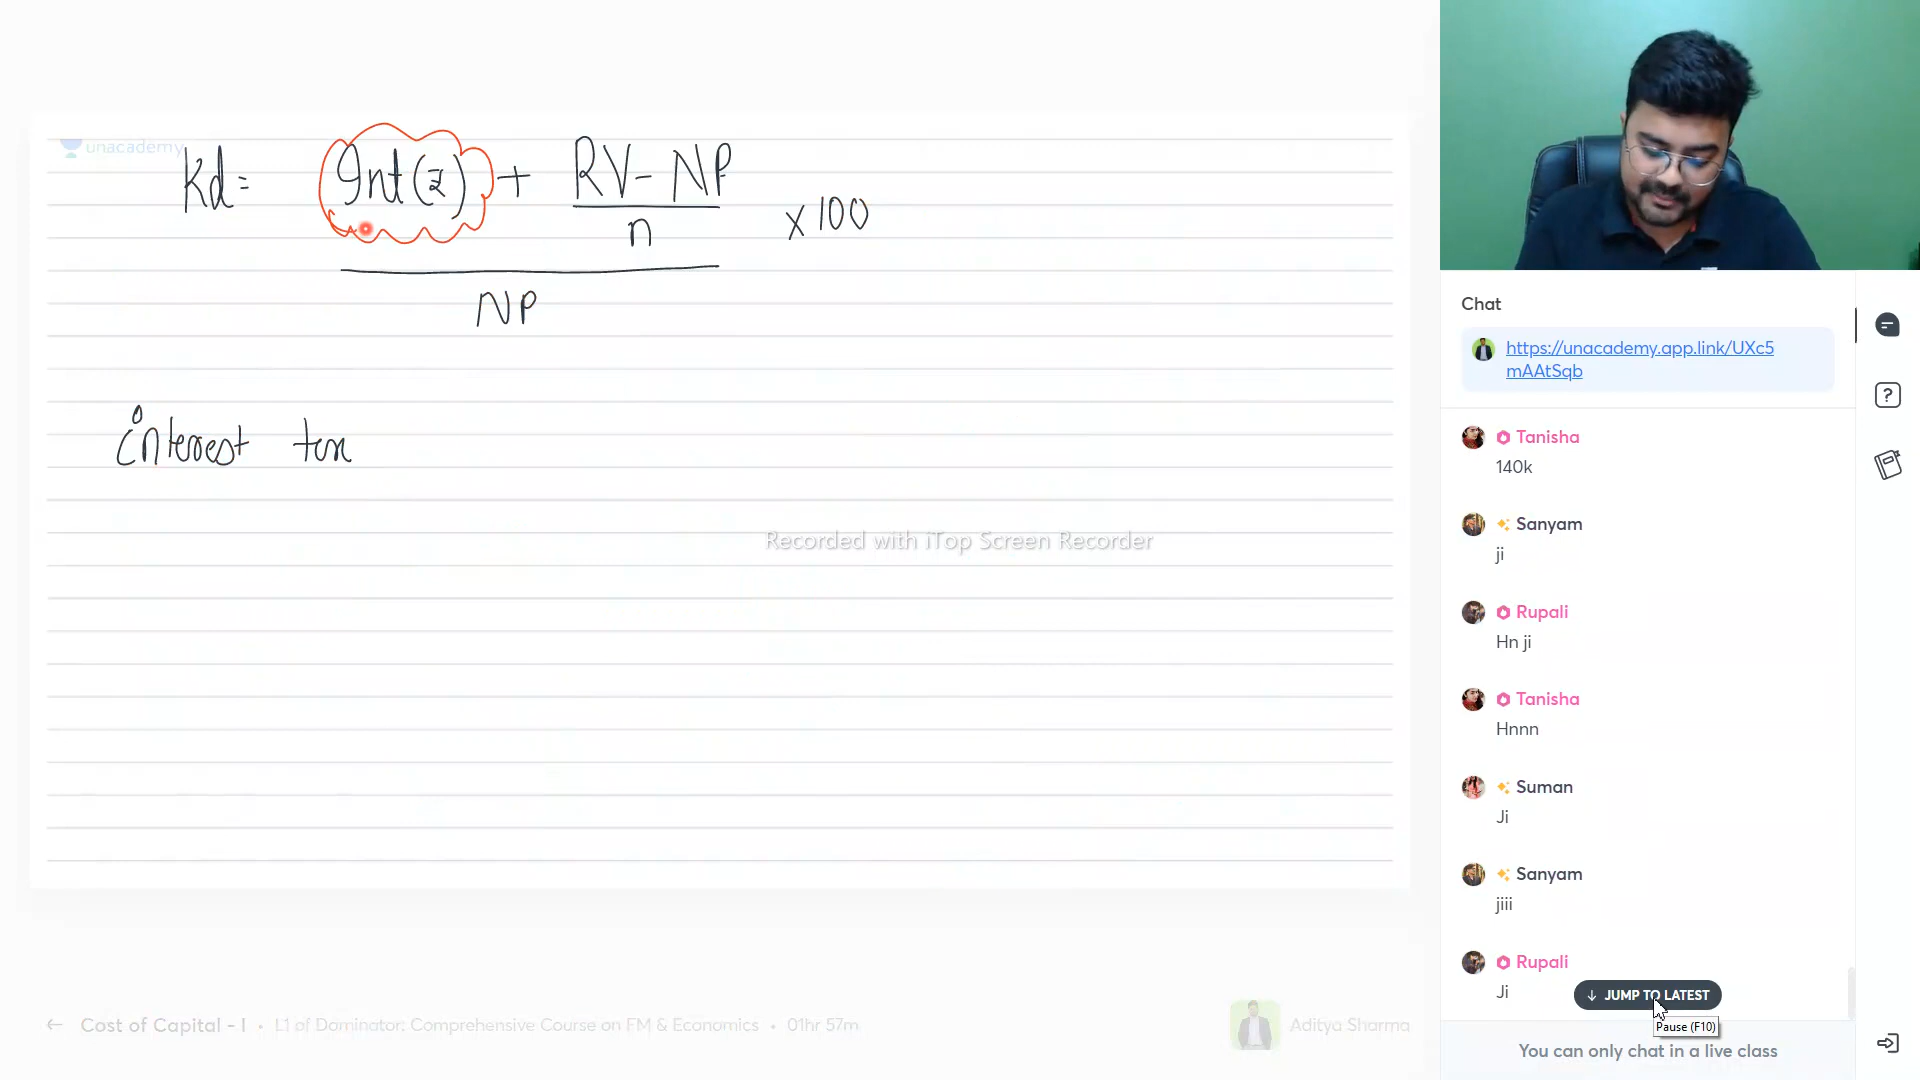 unacademy
Kd = Int(₹) + RV - NP
n
x 100
NP
interest tax
Recorded with iTop Screen Recorder
Chat
https://unacademy.app.link/UXc5
mAAtSqb
Tanisha
140k
Sanyam
ji
Rupali
Hn ji
Tanisha
Hnnn
Suman
Ji
Sanyam
jiii
Rupali
Ji
↓ JUMP TO LATEST
Pause (F10)
You can only chat in a live class
← Cost of Capital - I • L1 of Dominator: Comprehensive Course on FM & Economics • 01hr 57m
Aditya Sharma